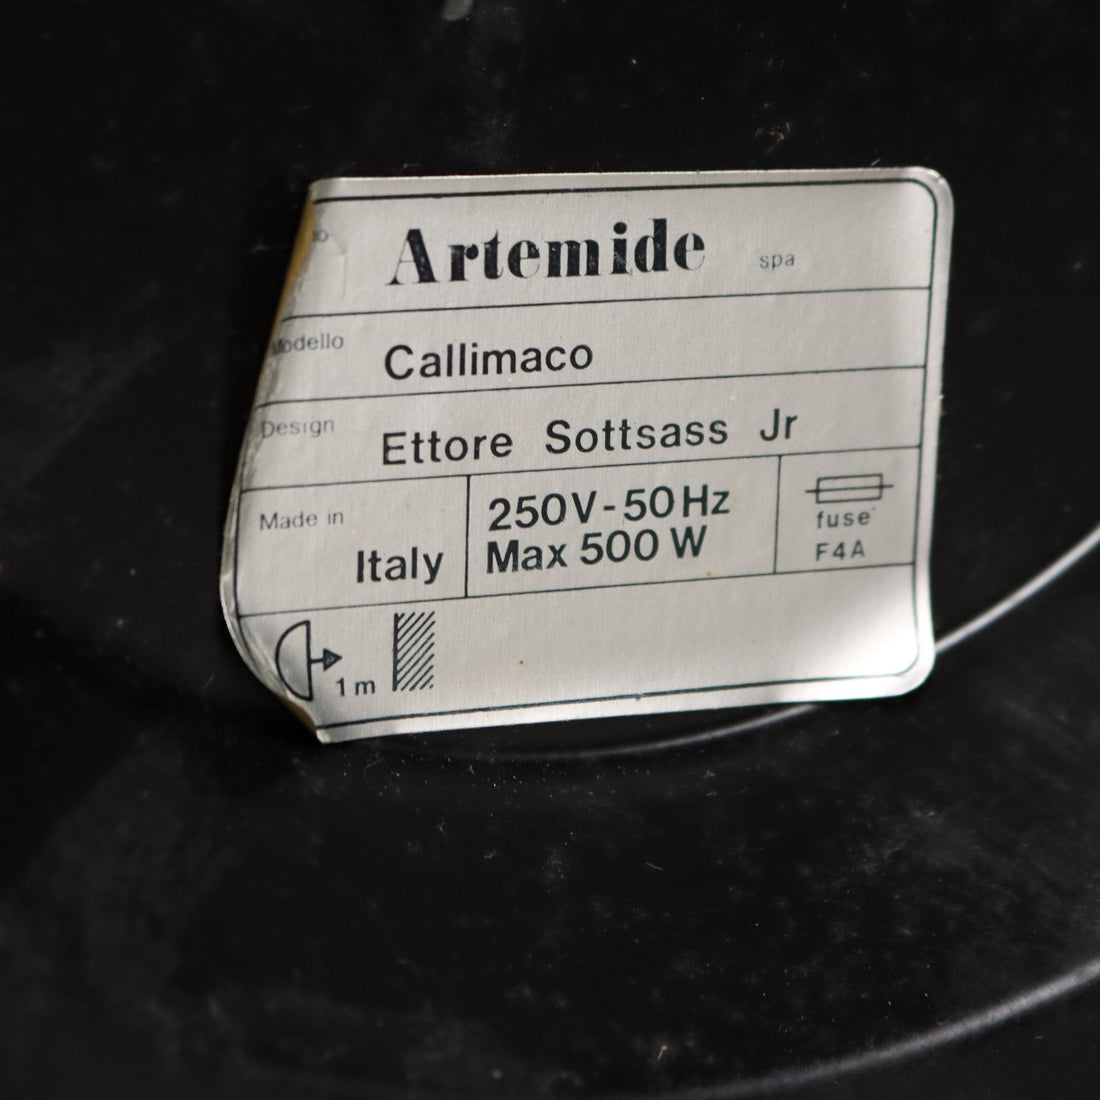 Artemide spa
Modello Callimaco
Design Ettore Sottsass Jr
Made in Italy
250V-50Hz
Max 500 W
fuse
F4A
1m